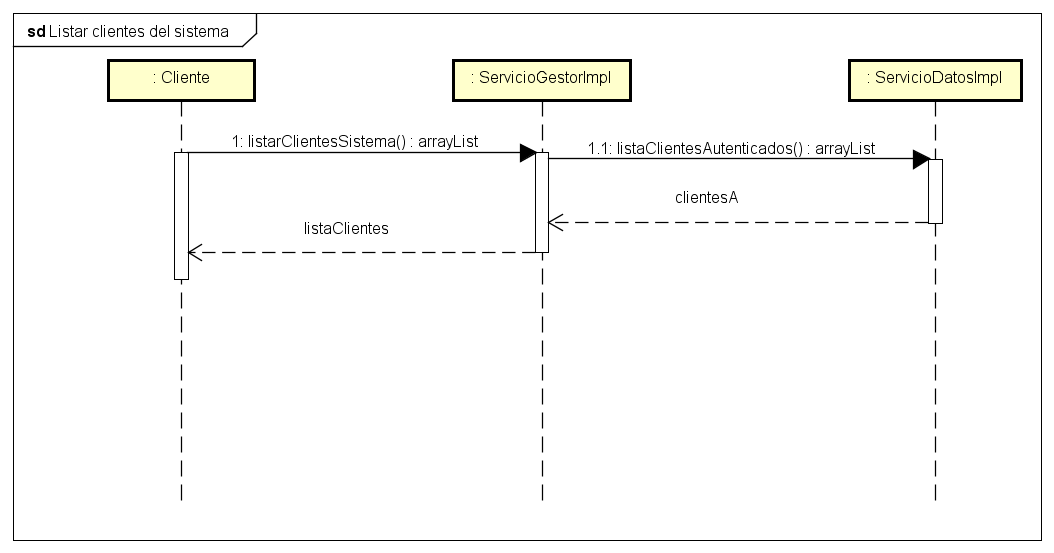 sd Listar clientes del sistema
: Cliente
: ServicioGestorImpl
: ServicioDatosImpl
1: listarClientesSistema() : arrayList
1.1: listaClientesAutenticados() : arrayList
clientesA
listaClientes